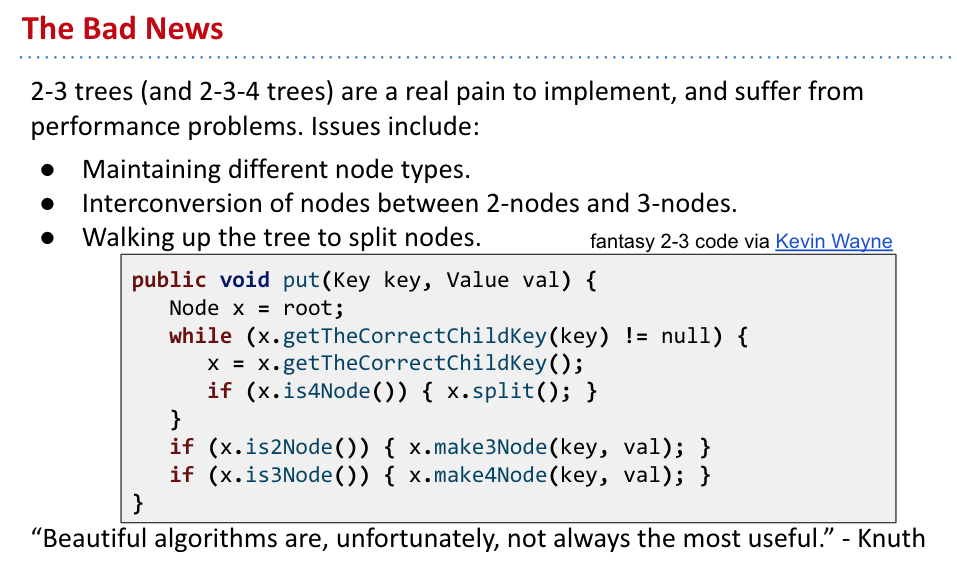 The Bad News
2-3 trees (and 2-3-4 trees) are a real pain to implement, and suffer from
performance problems. Issues include:
● Maintaining different node types.
● Interconversion of nodes between 2-nodes and 3-nodes.
● Walking up the tree to split nodes.
fantasy 2-3 code via Kevin Wayne
public void put(Key key, Value val) {
   Node x = root;
   while (x.getTheCorrectChildKey(key) != null) {
      x = x.getTheCorrectChildKey();
      if (x.is4Node()) { x.split(); }
   }
   if (x.is2Node()) { x.make3Node(key, val); }
   if (x.is3Node()) { x.make4Node(key, val); }
}
“Beautiful algorithms are, unfortunately, not always the most useful.” - Knuth